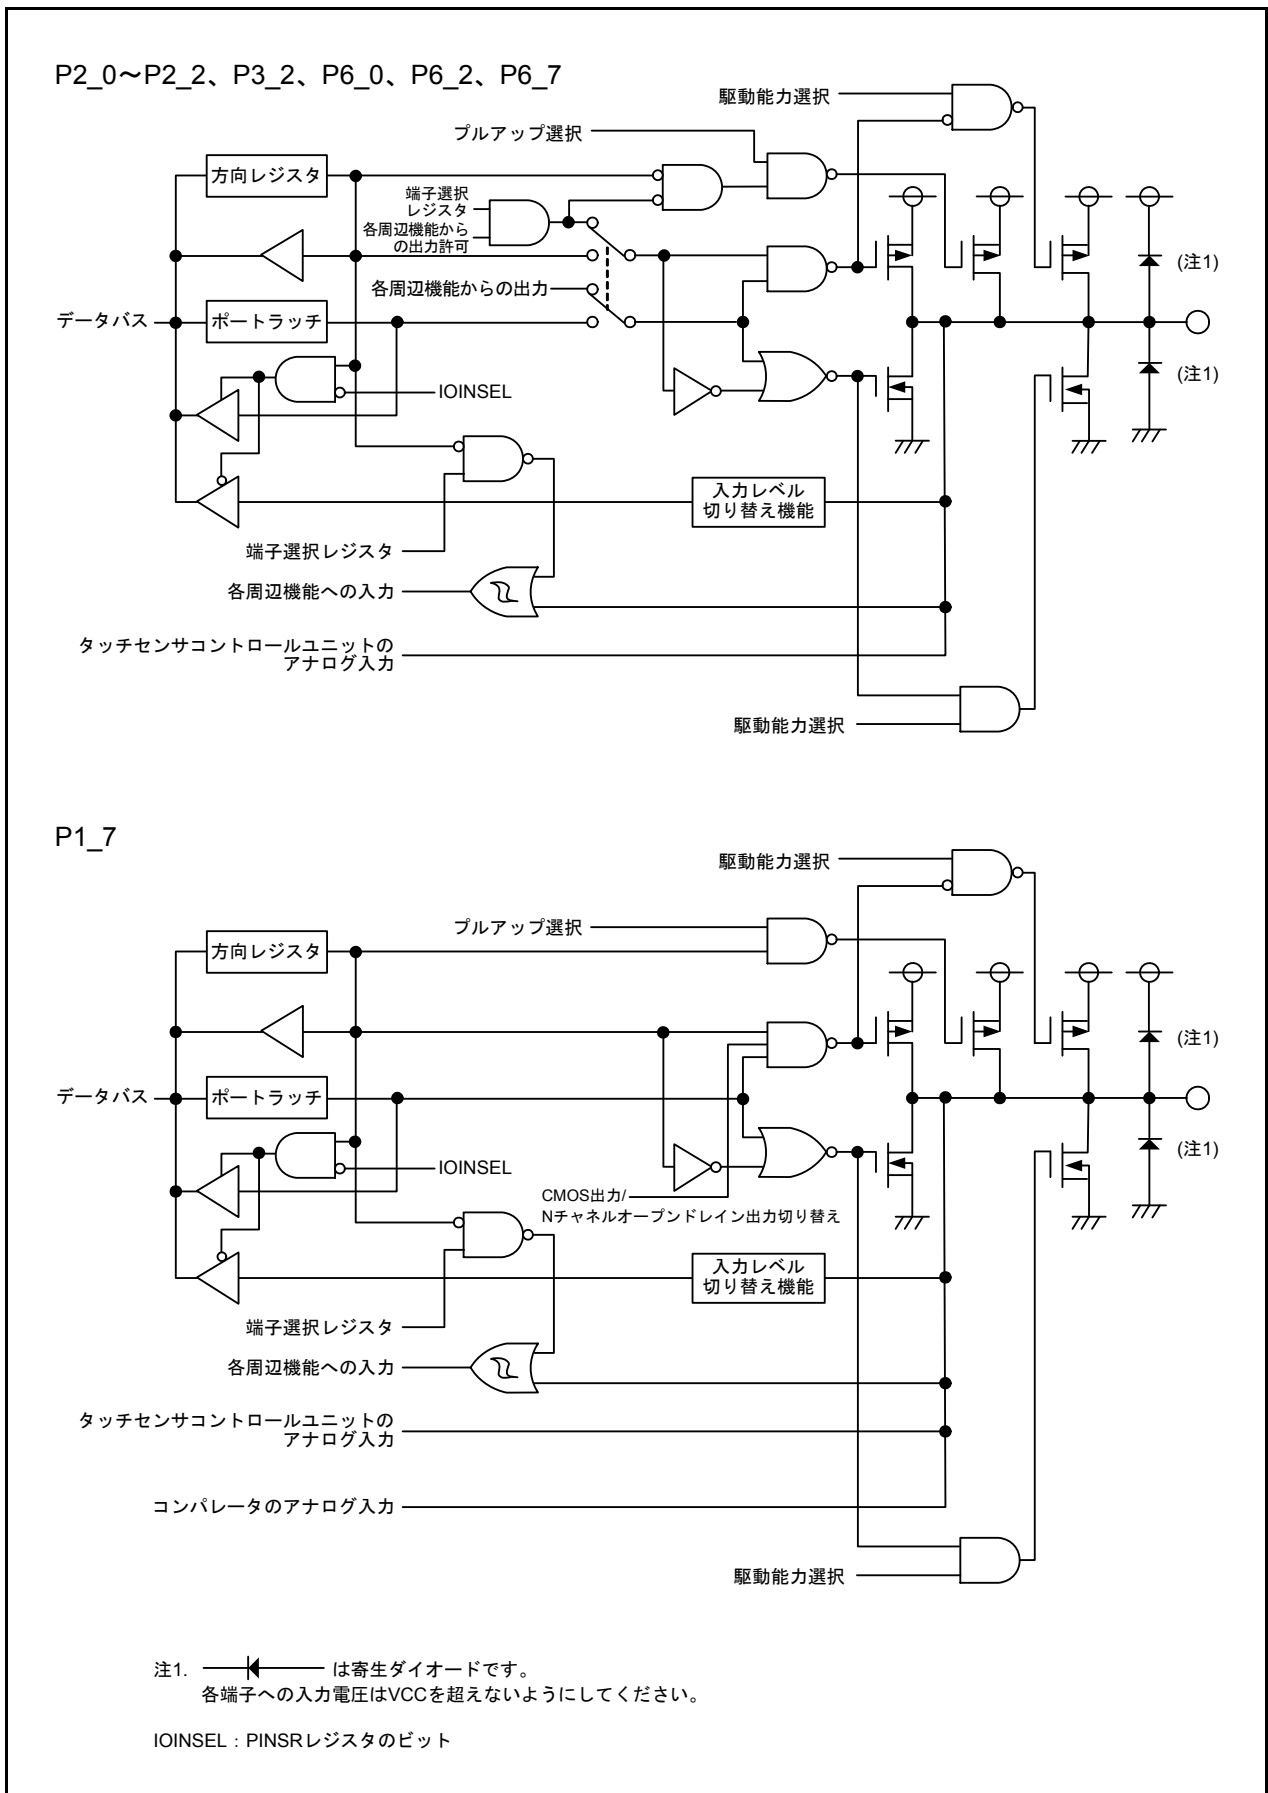 P2_0～P2_2、P3_2、P6_0、P6_2、P6_7
駆動能力選択
プルアップ選択
方向レジスタ
端子選択
レジスタ
各周辺機能から
の出力許可
(注1)
各周辺機能からの出力
データバス
ポートラッチ
IOINSEL
(注1)
入力レベル
切り替え機能
端子選択レジスタ
各周辺機能への入力
タッチセンサコントロールユニットの
アナログ入力
駆動能力選択
P1_7
駆動能力選択
プルアップ選択
方向レジスタ
(注1)
データバス
ポートラッチ
(注1)
IOINSEL
CMOS出力/
Nチャネルオープンドレイン出力切り替え
入力レベル
切り替え機能
端子選択レジスタ
各周辺機能への入力
タッチセンサコントロールユニットの
アナログ入力
コンパレータのアナログ入力
駆動能力選択
注1. は寄生ダイオードです。
各端子への入力電圧はVCCを超えないようにしてください。
IOINSEL：PINSRレジスタのビット